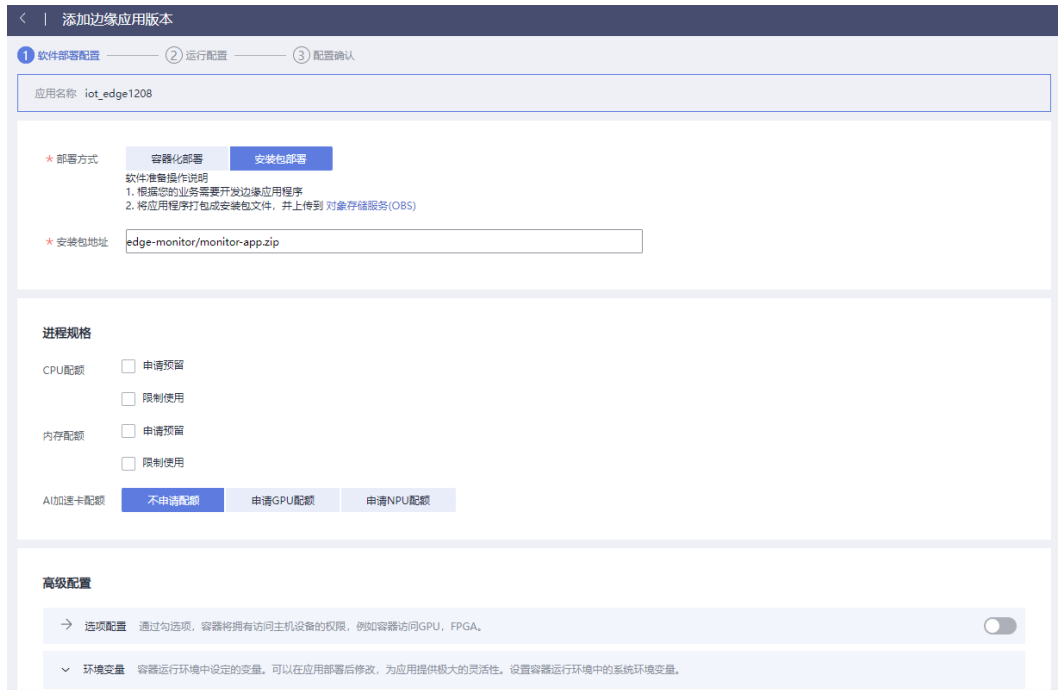 添加边缘应用版本
1 软件部署配置 2 运行配置 3 配置确认
应用名称 iot_edge1208
* 部署方式 容器化部署 安装包部署
软件准备操作说明
1. 根据您的业务需要开发边缘应用程序
2. 将应用程序打包成安装包文件，并上传到 对象存储服务(OBS)
* 安装包地址 edge-monitor/monitor-app.zip
进程规格
CPU配额 申请预留
限制使用
内存配额 申请预留
限制使用
AI加速卡配额 不申请配额 申请GPU配额 申请NPU配额
高级配置
选项配置 通过勾选项，容器将拥有访问主机设备的权限，例如容器访问GPU，FPGA。
环境变量 容器运行环境中设定的变量。可以在应用部署后修改，为应用提供极大的灵活性。设置容器运行环境中的系统环境变量。